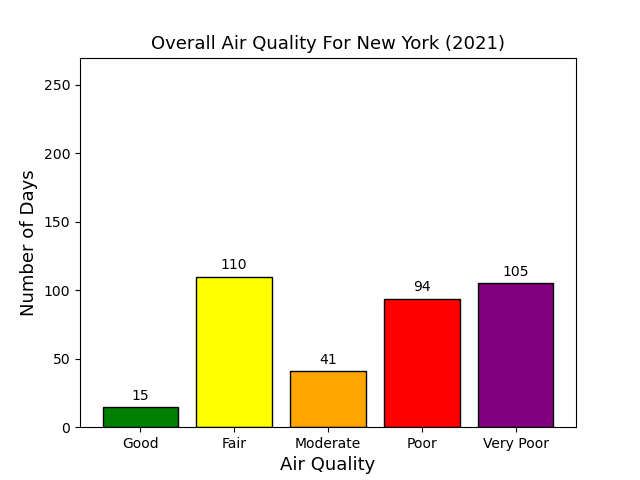 Overall Air Quality For New York (2021)
Number of Days
250
200
150
100
50
0
15
110
41
94
105
Good
Fair
Moderate
Poor
Very Poor
Air Quality